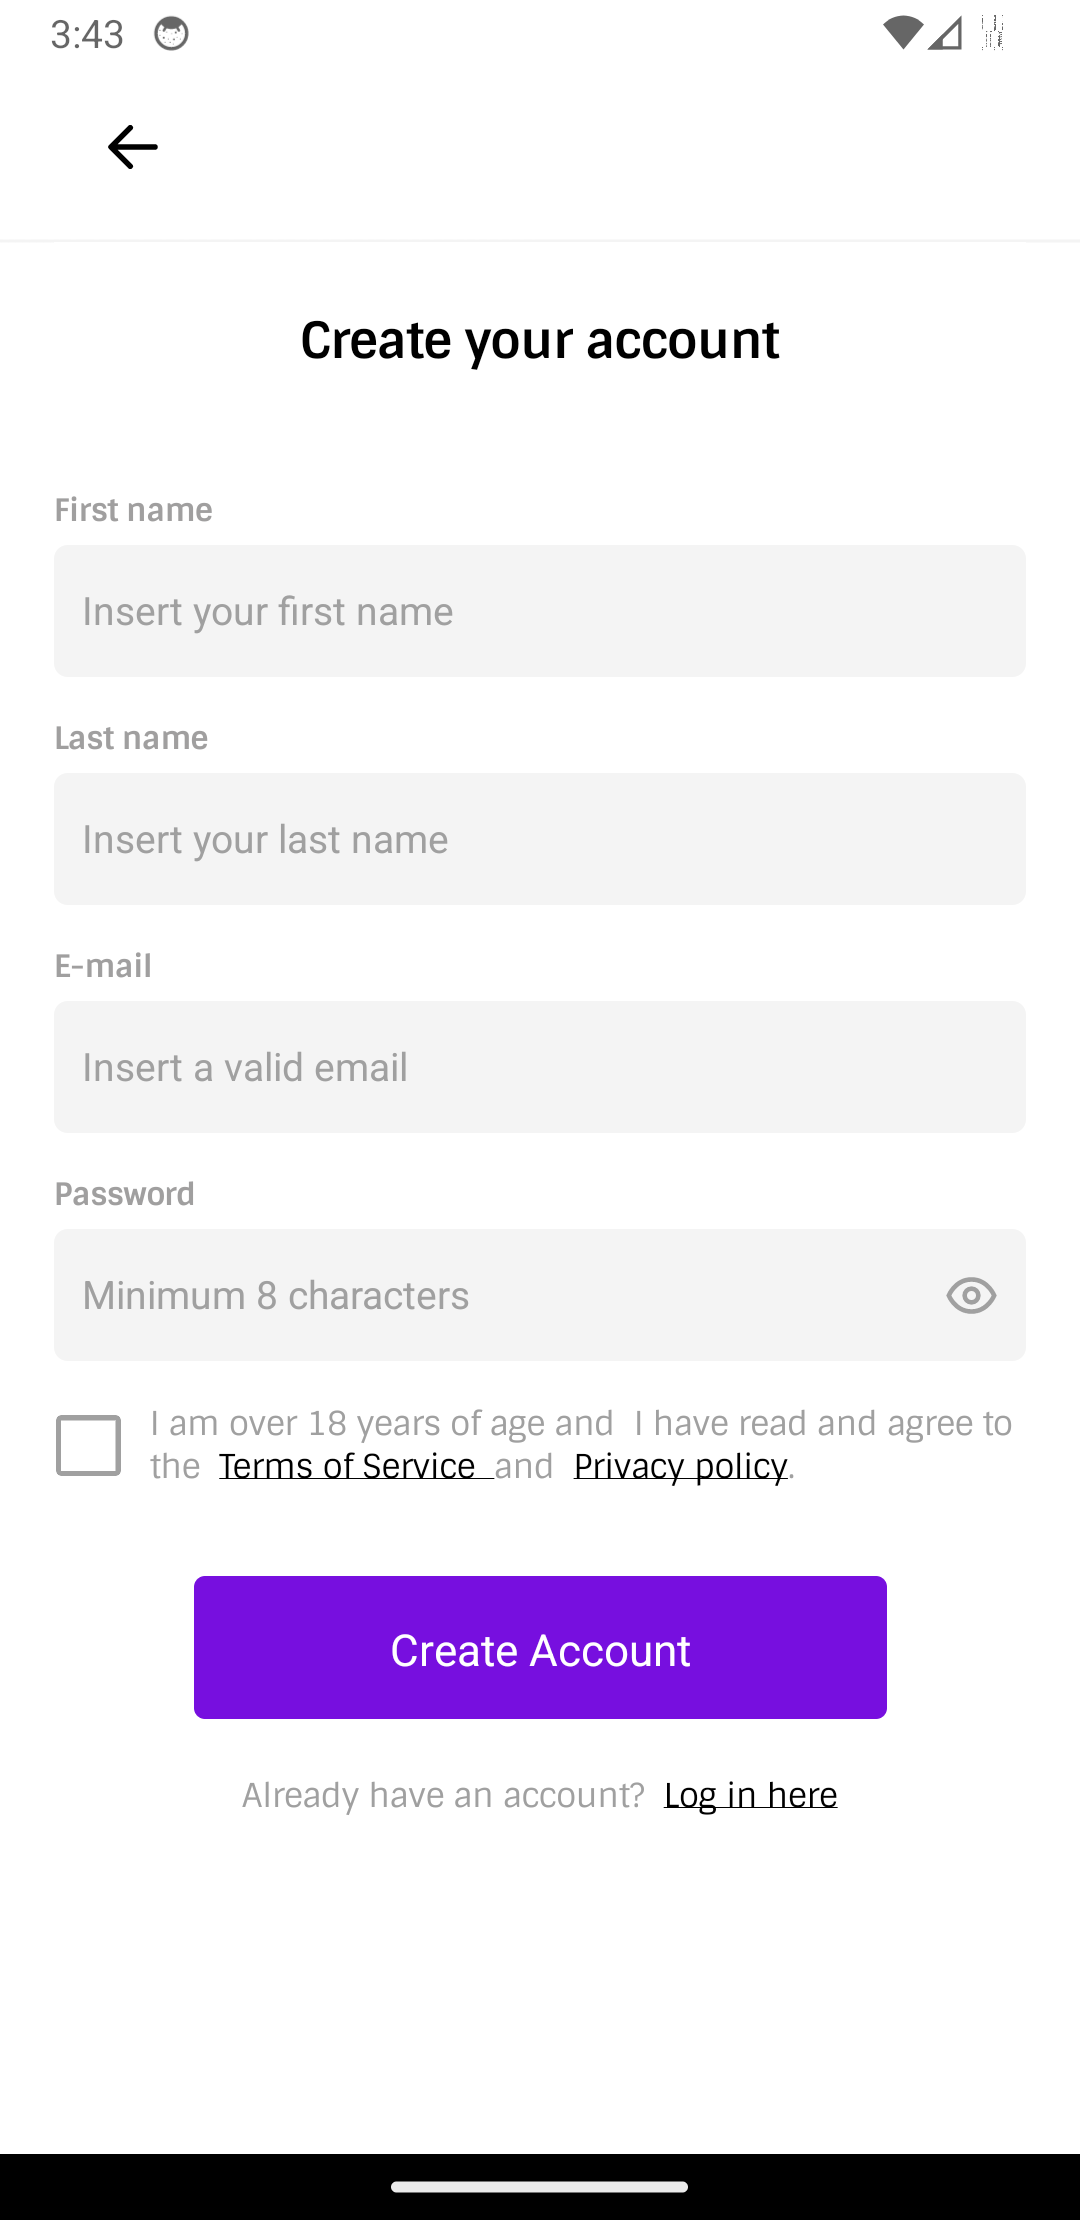 3:43
Create your account
First name
Insert your first name
Last name
Insert your last name
E-mail
Insert a valid email
Password
Minimum 8 characters
I am over 18 years of age and I have read and agree to
the Terms of Service and Privacy policy.
Create Account
Already have an account? Log in here